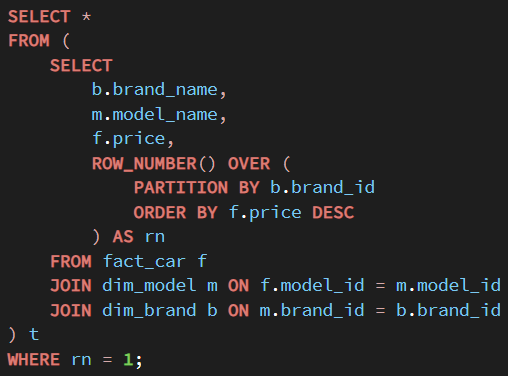 SELECT *
FROM (
    SELECT
        b.brand_name,
        m.model_name,
        f.price,
        ROW_NUMBER() OVER (
            PARTITION BY b.brand_id
            ORDER BY f.price DESC
        ) AS rn
    FROM fact_car f
    JOIN dim_model m ON f.model_id = m.model_id
    JOIN dim_brand b ON m.brand_id = b.brand_id
) t
WHERE rn = 1;